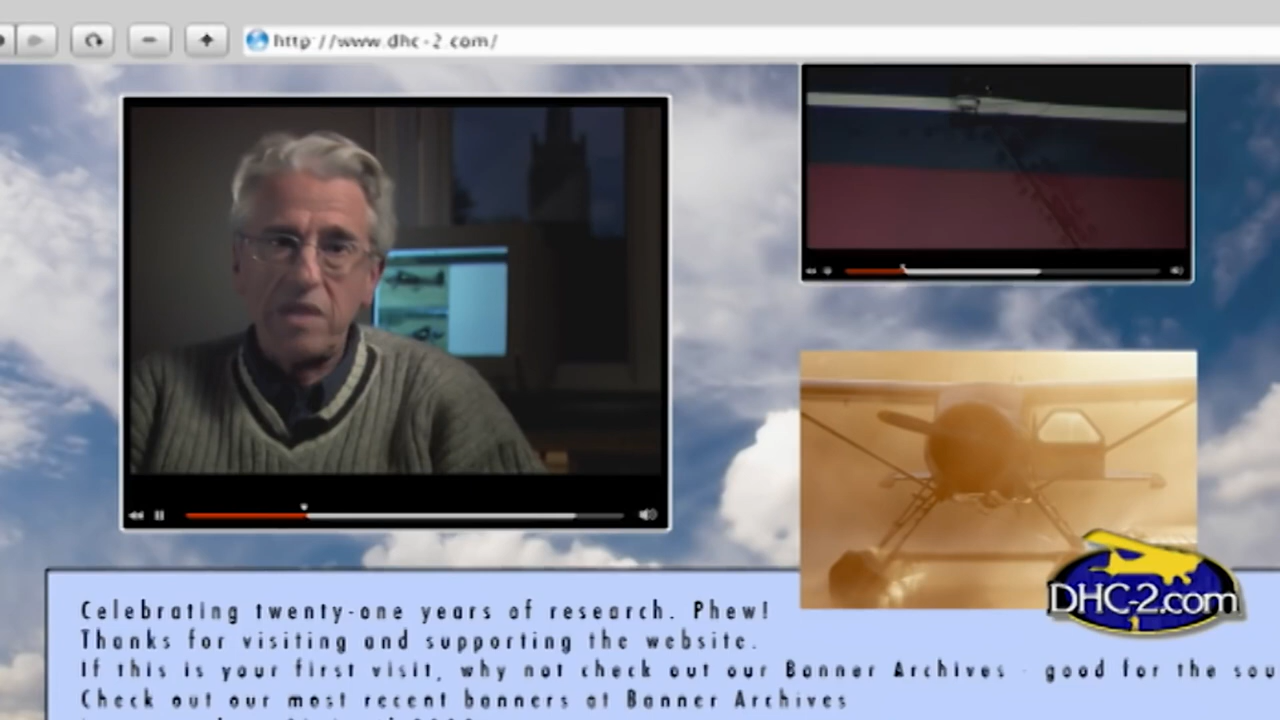 http://www.dhc-2.com/
DHC-2.com
Celebrating twenty-one years of research. Phew!
Thanks for visiting and supporting the website.
If this is your first visit, why not check out our Banner Archives - good for the sou
Check out our most recent banners at Banner Archives